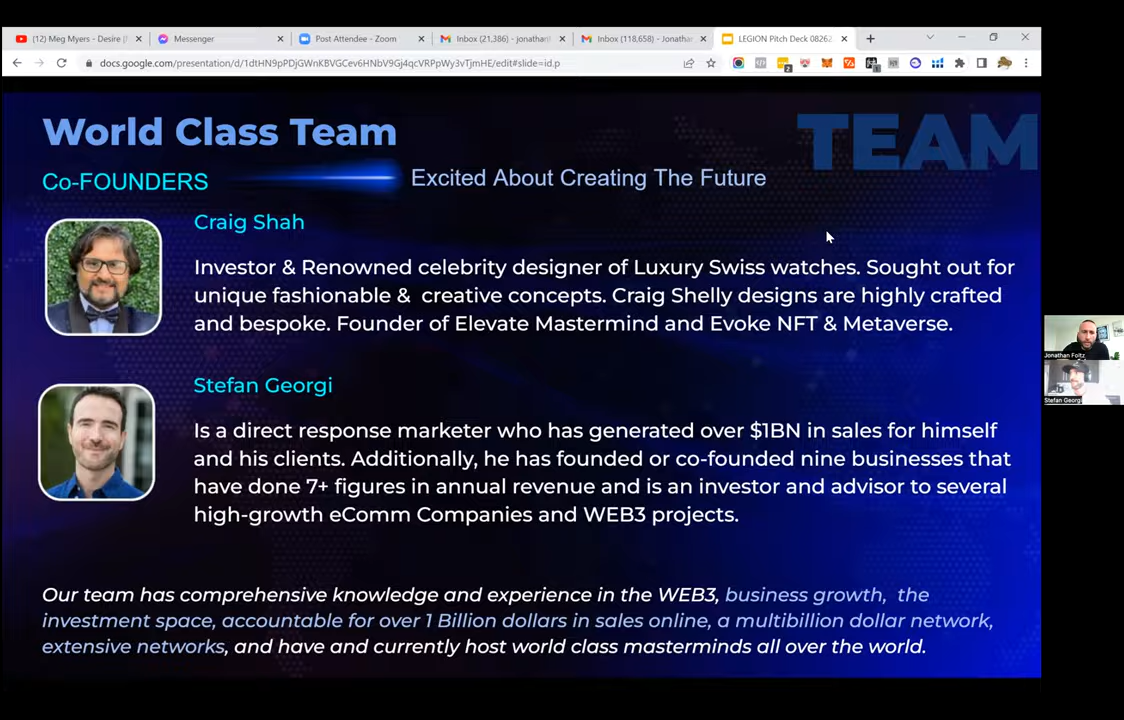 (12) Meg Myers - Desire (
Messenger
Post Attendee - Zoom
Inbox (21,386) - jonathan
Inbox (118,658) - Jonathan
LEGION Pitch Deck 08262
docs.google.com/presentation/d/1dtHN9pPDjGWnKBVGCev6HNbV9Gj4qcVRPpWy3vTjmHE/edit#slide=id.p
World Class Team
TEAM
Co-FOUNDERS
Excited About Creating The Future
Craig Shah
Investor & Renowned celebrity designer of Luxury Swiss watches. Sought out for
unique fashionable & creative concepts. Craig Shelly designs are highly crafted
and bespoke. Founder of Elevate Mastermind and Evoke NFT & Metaverse.
Jonathan Foltz
Stefan Georgi
Stefan Georgi
Is a direct response marketer who has generated over $1BN in sales for himself
and his clients. Additionally, he has founded or co-founded nine businesses that
have done 7+ figures in annual revenue and is an investor and advisor to several
high-growth eComm Companies and WEB3 projects.
Our team has comprehensive knowledge and experience in the WEB3, business growth, the
investment space, accountable for over 1 Billion dollars in sales online, a multibillion dollar network,
extensive networks, and have and currently host world class masterminds all over the world.